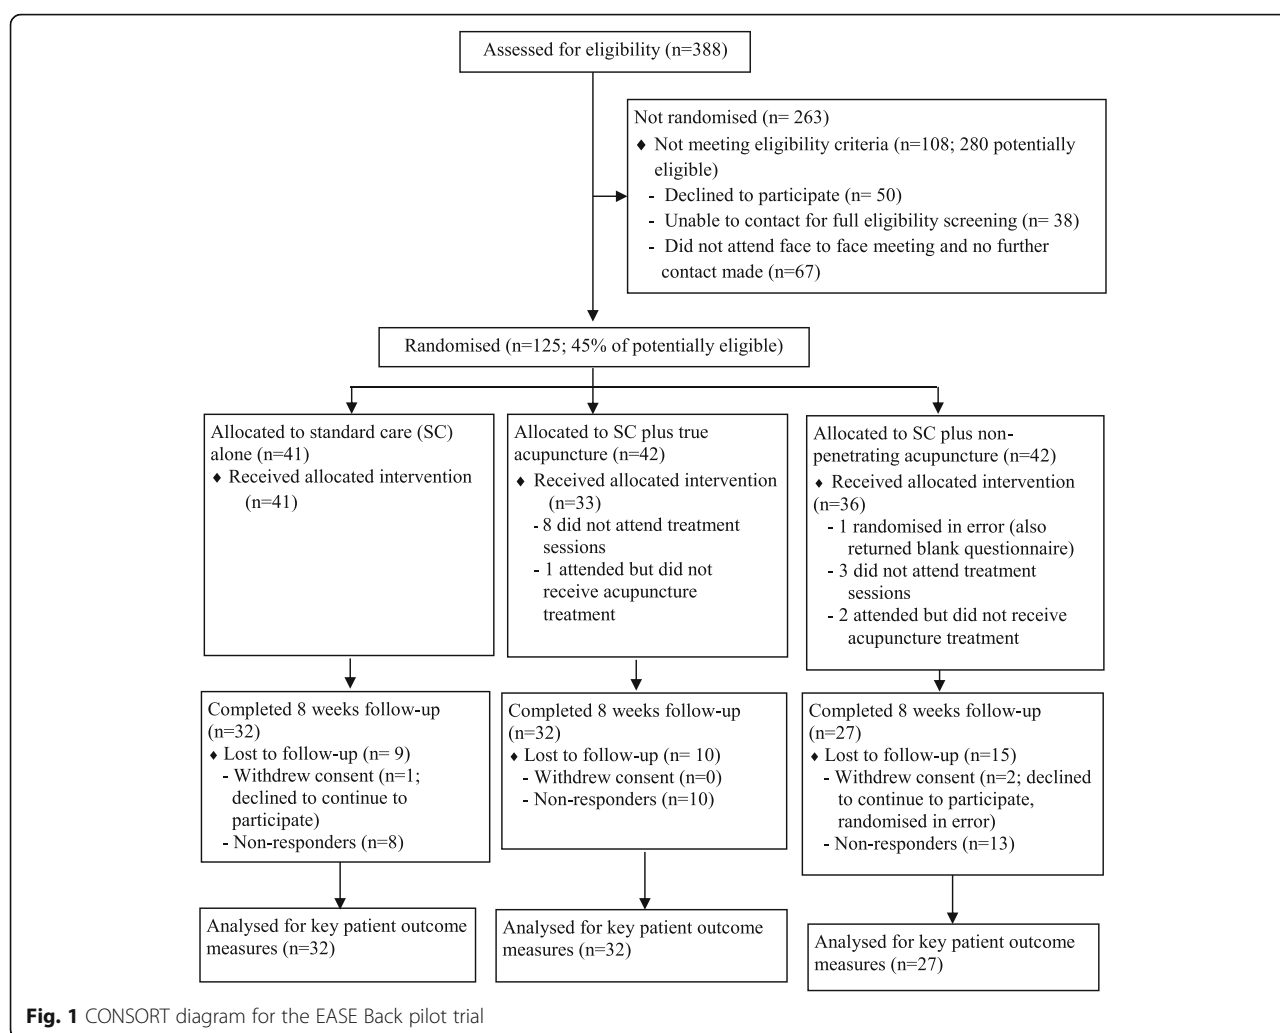 Assessed for eligibility (n=388)
Not randomised (n= 263)
♦ Not meeting eligibility criteria (n=108; 280 potentially
eligible)
- Declined to participate (n= 50)
- Unable to contact for full eligibility screening (n= 38)
- Did not attend face to face meeting and no further
contact made (n=67)
Randomised (n=125; 45% of potentially eligible)
Allocated to standard care (SC)
alone (n=41)
♦ Received allocated intervention
(n=41)
Allocated to SC plus true
acupuncture (n=42)
♦ Received allocated intervention
(n=33)
- 8 did not attend treatment
sessions
- 1 attended but did not
receive acupuncture
treatment
Allocated to SC plus non-
penetrating acupuncture (n=42)
♦ Received allocated intervention
(n=36)
- 1 randomised in error (also
returned blank questionnaire)
- 3 did not attend treatment
sessions
- 2 attended but did not receive
acupuncture treatment
Completed 8 weeks follow-up
(n=32)
♦ Lost to follow-up (n= 9)
- Withdrew consent (n=1;
declined to continue to
participate)
- Non-responders (n=8)
Completed 8 weeks follow-up
(n=32)
♦ Lost to follow-up (n= 10)
- Withdrew consent (n=0)
- Non-responders (n=10)
Completed 8 weeks follow-up
(n=27)
♦ Lost to follow-up (n=15)
- Withdrew consent (n=2; declined
to continue to participate,
randomised in error)
- Non-responders (n=13)
Analysed for key patient outcome
measures (n=32)
Analysed for key patient outcome
measures (n=32)
Analysed for key patient outcome
measures (n=27)
Fig. 1 CONSORT diagram for the EASE Back pilot trial